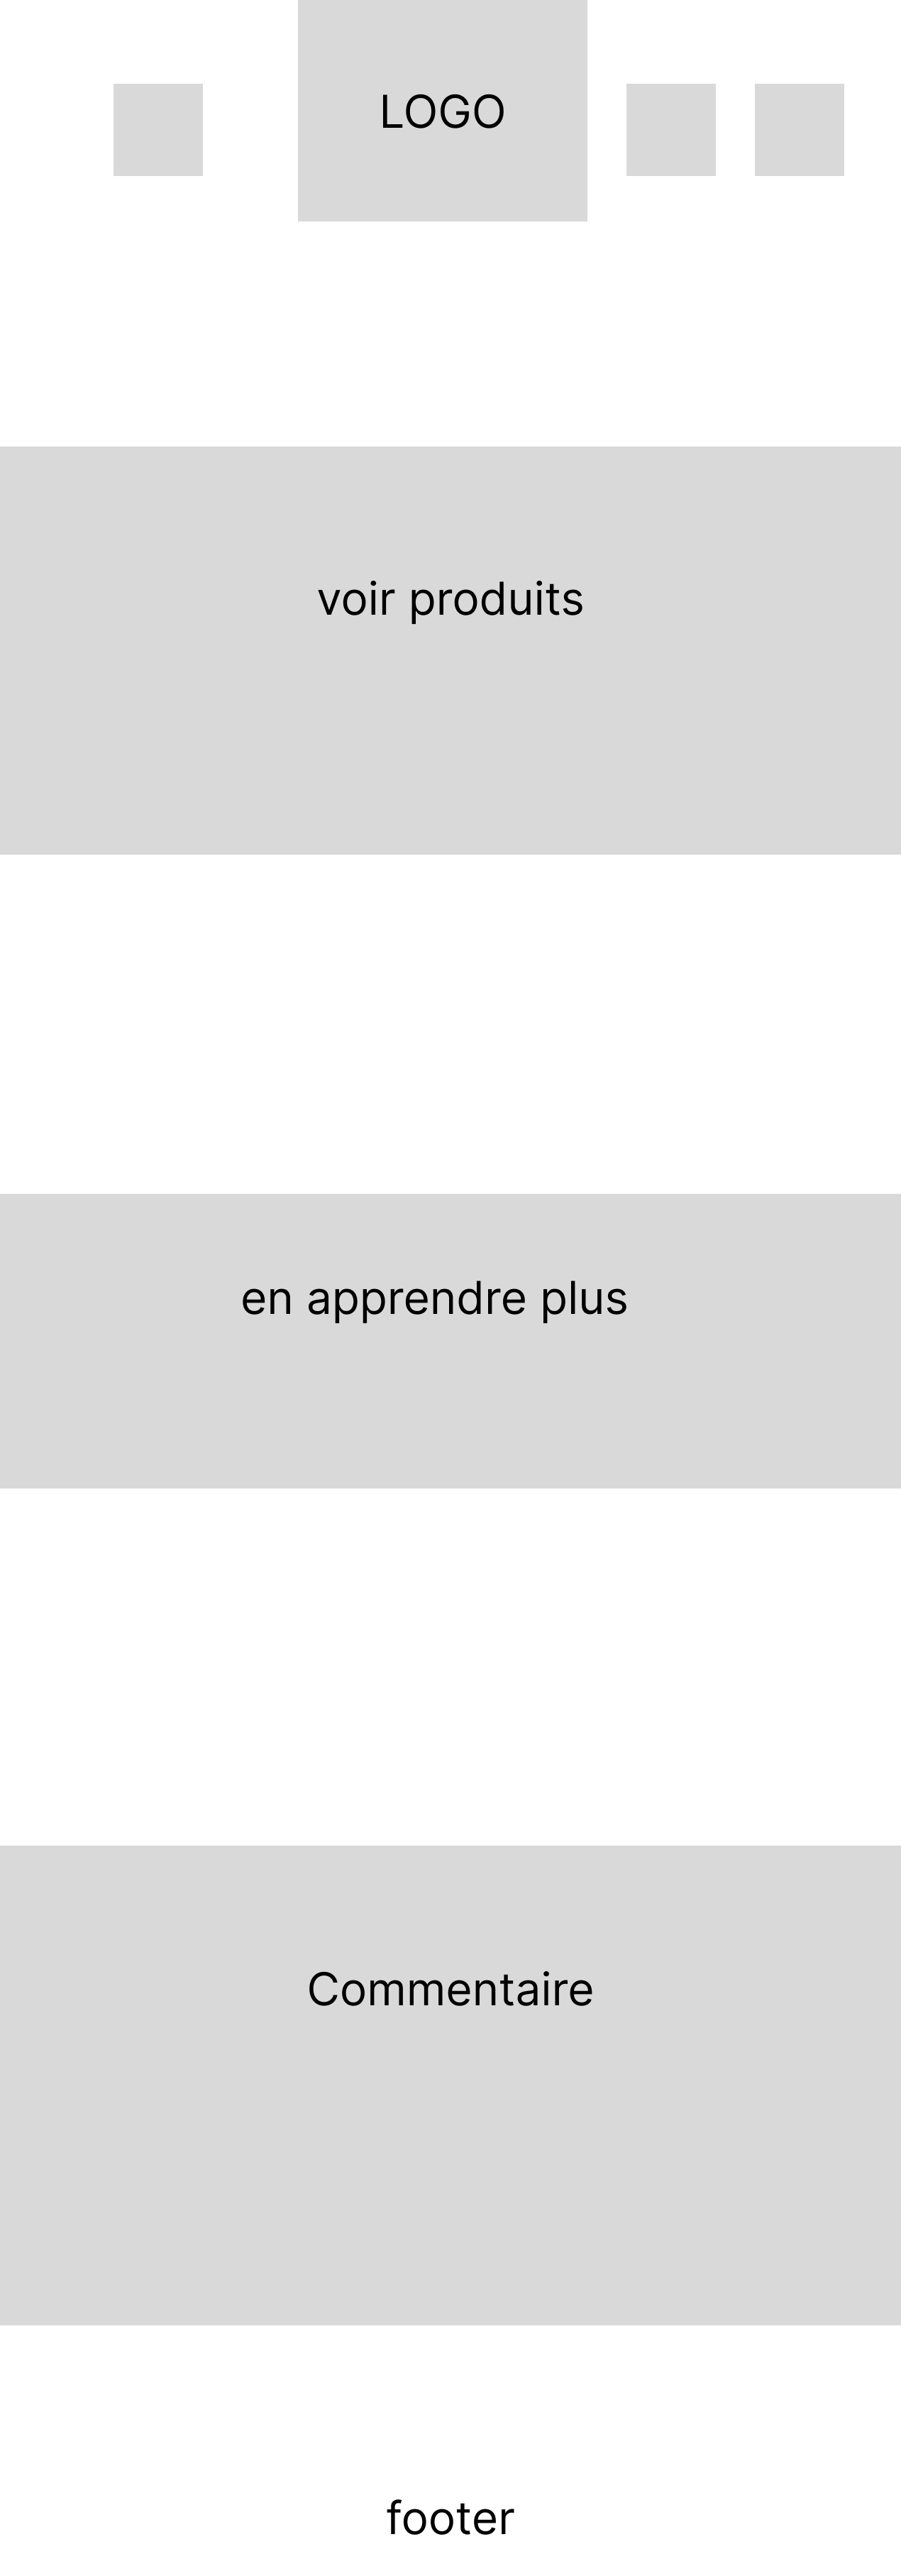 LOGO
voir produits
en apprendre plus
Commentaire
footer